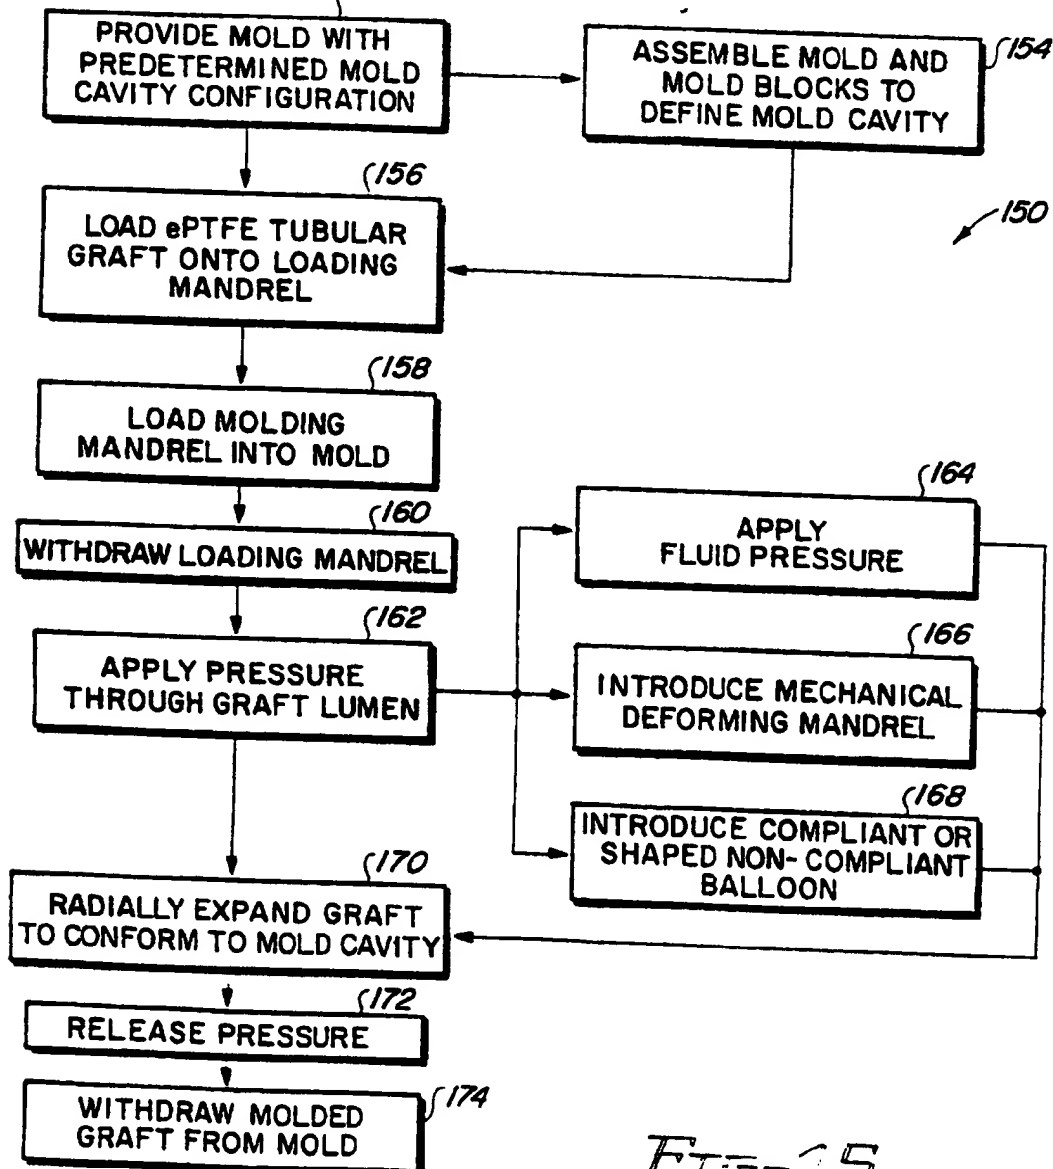 PROVIDE MOLD WITH
PREDETERMINED MOLD
CAVITY CONFIGURATION
154
ASSEMBLE MOLD AND
MOLD BLOCKS TO
DEFINE MOLD CAVITY
156
LOAD ePTFE TUBULAR
GRAFT ONTO LOADING
MANDREL
150
158
LOAD MOLDING
MANDREL INTO MOLD
160
WITHDRAW LOADING MANDREL
162
APPLY PRESSURE
THROUGH GRAFT LUMEN
164
APPLY
FLUID PRESSURE
166
INTRODUCE MECHANICAL
DEFORMING MANDREL
168
INTRODUCE COMPLIANT OR
SHAPED NON-COMPLIANT
BALLOON
170
RADIALLY EXPAND GRAFT
TO CONFORM TO MOLD CAVITY
172
RELEASE PRESSURE
174
WITHDRAW MOLDED
GRAFT FROM MOLD